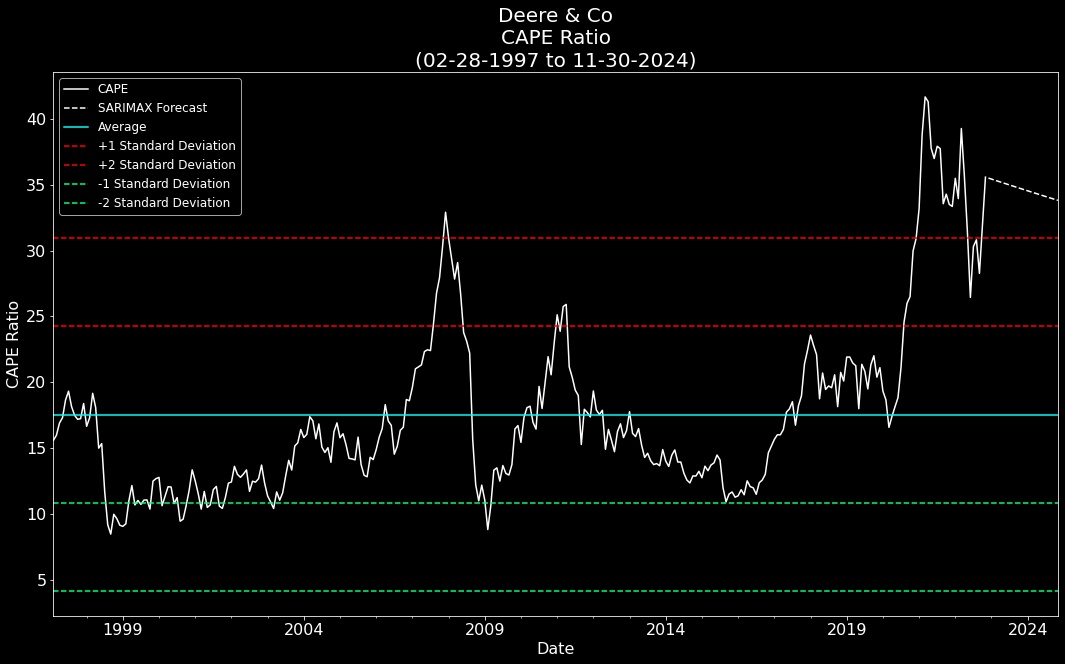 Deere & Co
CAPE Ratio
(02-28-1997 to 11-30-2024)
CAPE
SARIMAX Forecast
Average
+1 Standard Deviation
+2 Standard Deviation
-1 Standard Deviation
-2 Standard Deviation
40
35
30
25
20
15
10
5
CAPE Ratio
1999 2004 2009 2014 2019 2024
Date